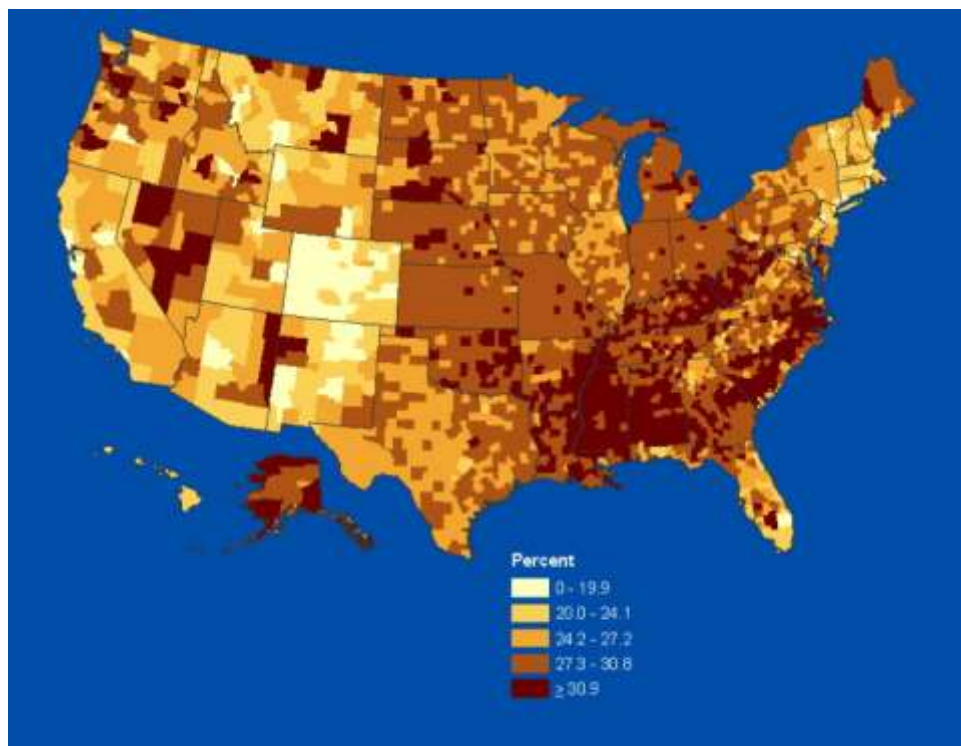 Percent
0 - 19.9
20.0 - 24.1
24.2 - 27.2
27.3 - 30.8
≥ 30.9